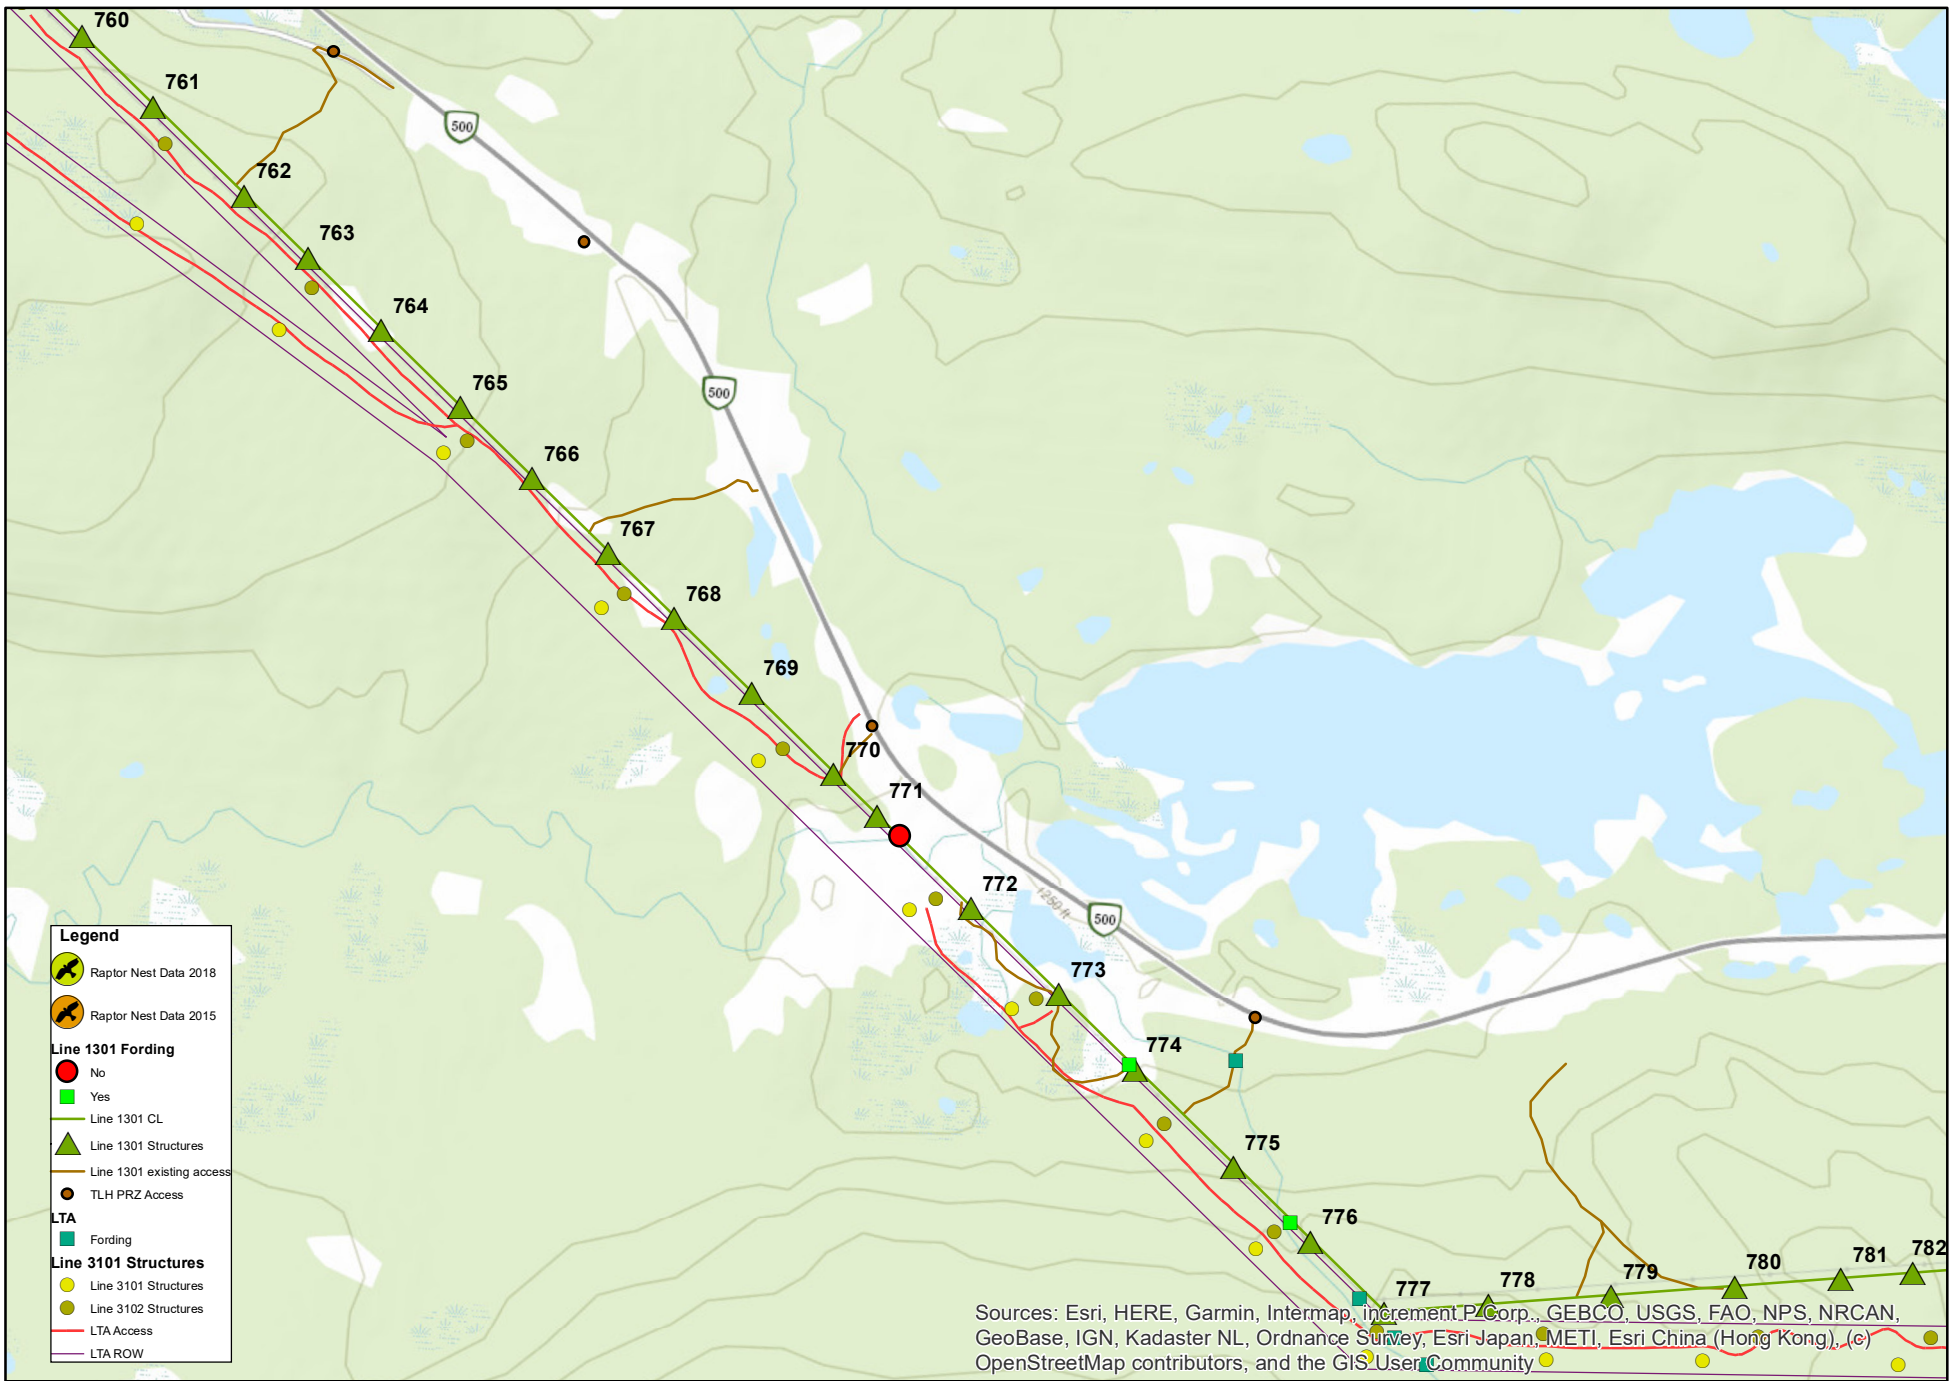 760
761
500
762
763
764
500
765
766
767
768
769
770
771
772
1250 ft
500
773
774
775
776
777
778
779
780
781
782
Legend
Raptor Nest Data 2018
Raptor Nest Data 2015
Line 1301 Fording
No
Yes
Line 1301 CL
Line 1301 Structures
Line 1301 existing access
TLH PRZ Access
LTA
Fording
Line 3101 Structures
Line 3101 Structures
Line 3102 Structures
LTA Access
LTA ROW
Sources: Esri, HERE, Garmin, Intermap, increment P Corp., GEBCO, USGS, FAO, NPS, NRCAN,
GeoBase, IGN, Kadaster NL, Ordnance Survey, Esri Japan, METI, Esri China (Hong Kong), (c)
OpenStreetMap contributors, and the GIS User Community